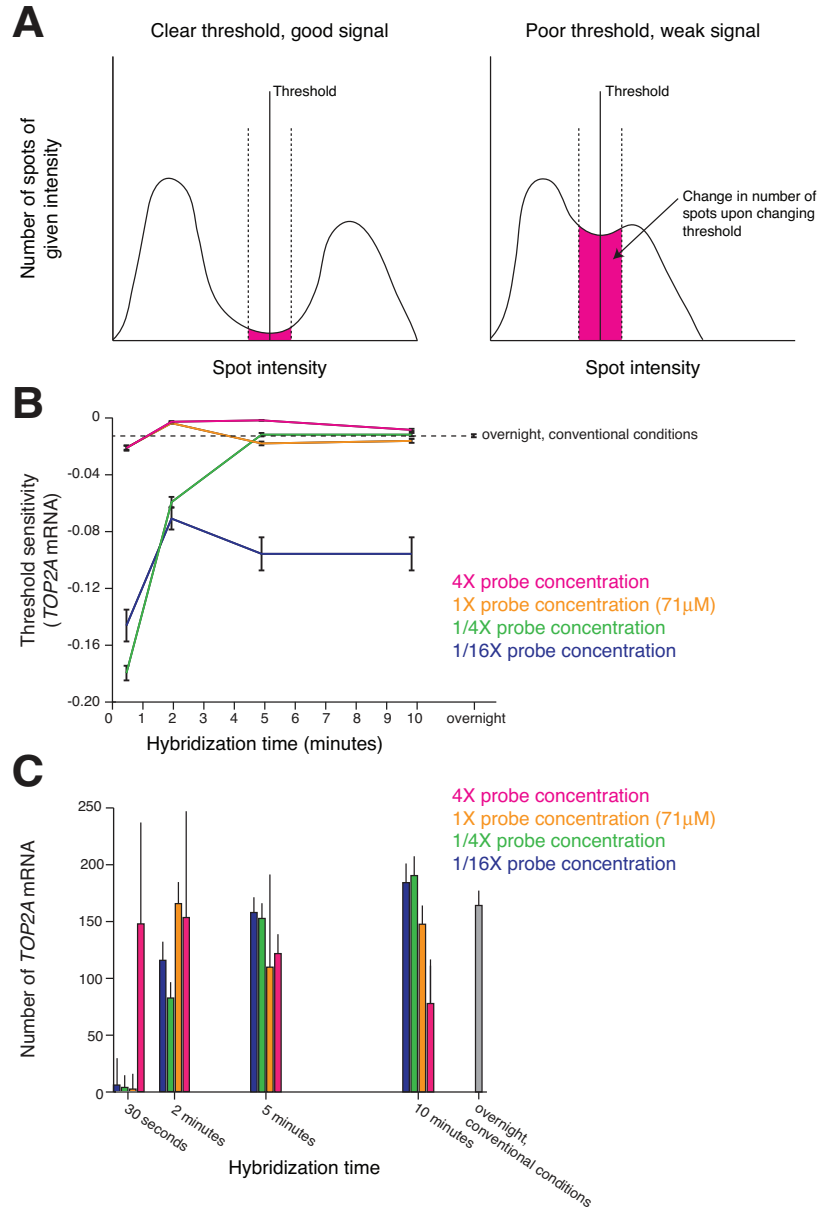 A
Clear threshold, good signal
Poor threshold, weak signal
Number of spots of
given intensity
Threshold
Threshold
Change in number of
spots upon changing
threshold
Spot intensity
Spot intensity
B
Threshold sensitivity
(TOP2A mRNA)
0
-0.04
-0.08
-0.12
-0.16
-0.20
overnight, conventional conditions
4X probe concentration
1X probe concentration (71μM)
1/4X probe concentration
1/16X probe concentration
0 1 2 3 4 5 6 7 8 9 10 overnight
Hybridization time (minutes)
C
Number of TOP2A mRNA
250
200
150
100
50
0
4X probe concentration
1X probe concentration (71μM)
1/4X probe concentration
1/16X probe concentration
30 seconds
2 minutes
5 minutes
10 minutes
overnight,
conventional conditions
Hybridization time